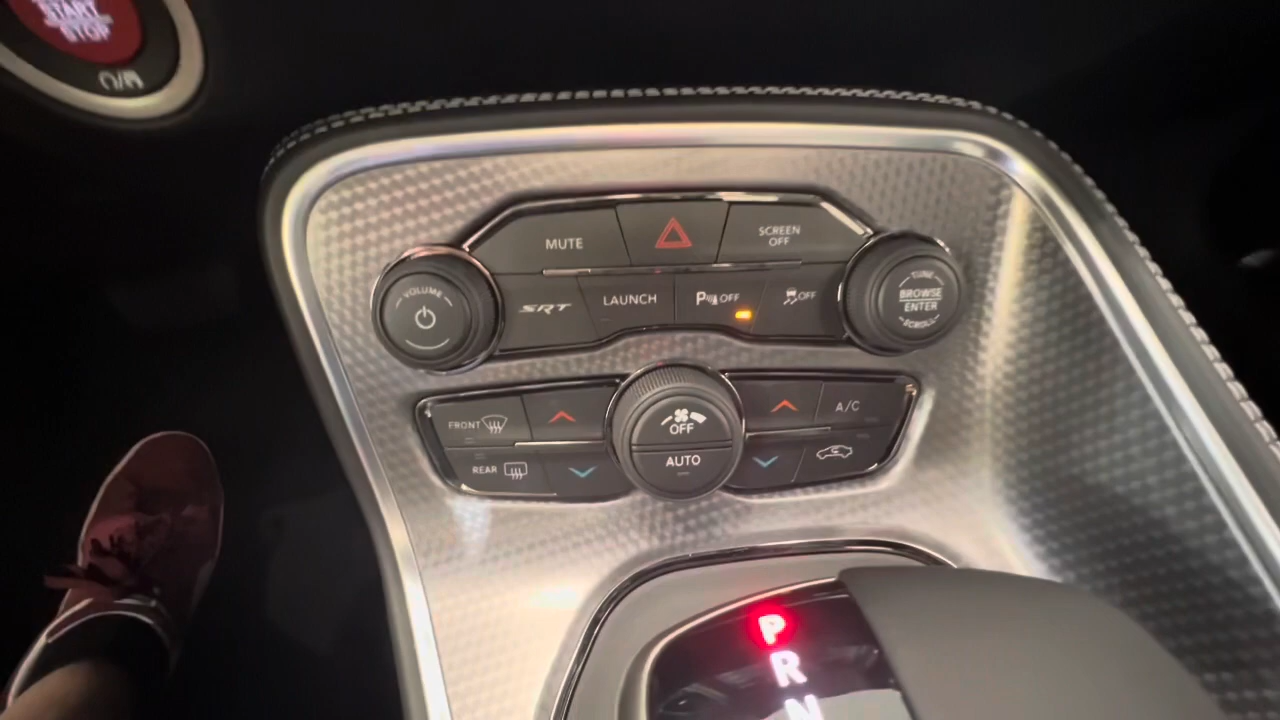 START
STOP
MUTE
SCREEN
OFF
VOLUME
SRT
LAUNCH
P OFF
OFF
TUNE
BROWSE
ENTER
SCROLL
FRONT
OFF
A/C
REAR
AUTO
P
R
N